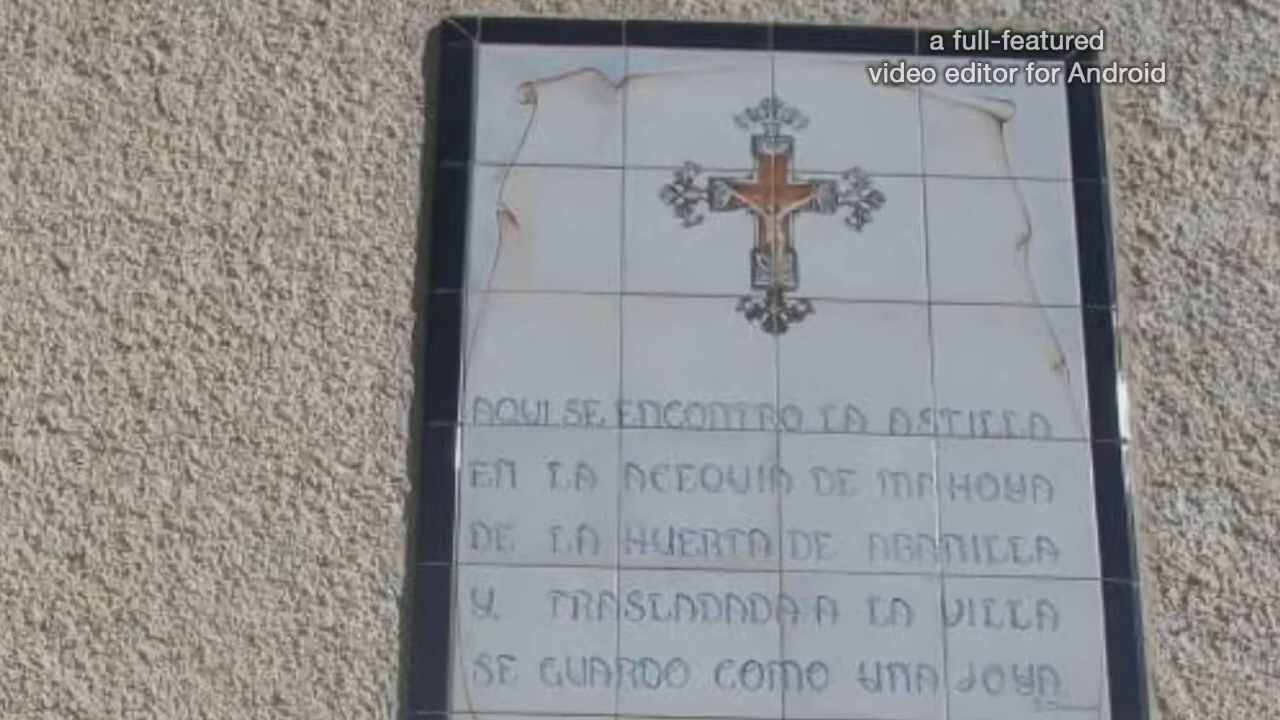 a full-featured
video editor for Android
AQUI SE ENCONTRO LA ASTILLA
EN LA ACEQUIA DE MAHOYA
DE LA HUERTA DE ABANILLA
Y. TRASLADADA A LA VILLA
SE GUARDO COMO UNA JOYA